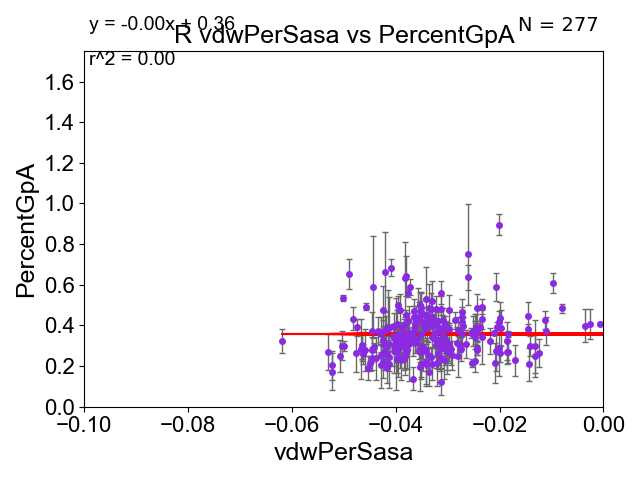 y = -0.00x + 0.36
N = 277
R vdwPerSasa vs PercentGpA
r^2 = 0.00
PercentGpA
1.6
1.4
1.2
1.0
0.8
0.6
0.4
0.2
0.0
−0.10
−0.08
−0.06
−0.04
−0.02
0.00
vdwPerSasa